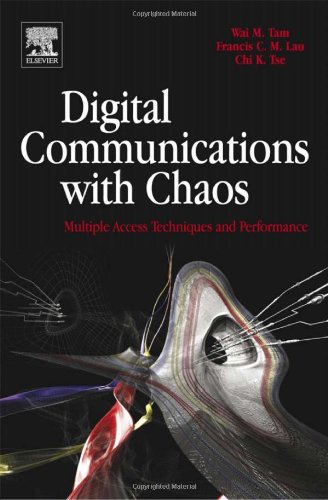 ELSEVIER
Wai M. Tam
Francis C. M. Lau
Chi K. Tse
Digital
Communications
with Chaos
Multiple Access Techniques and Performance